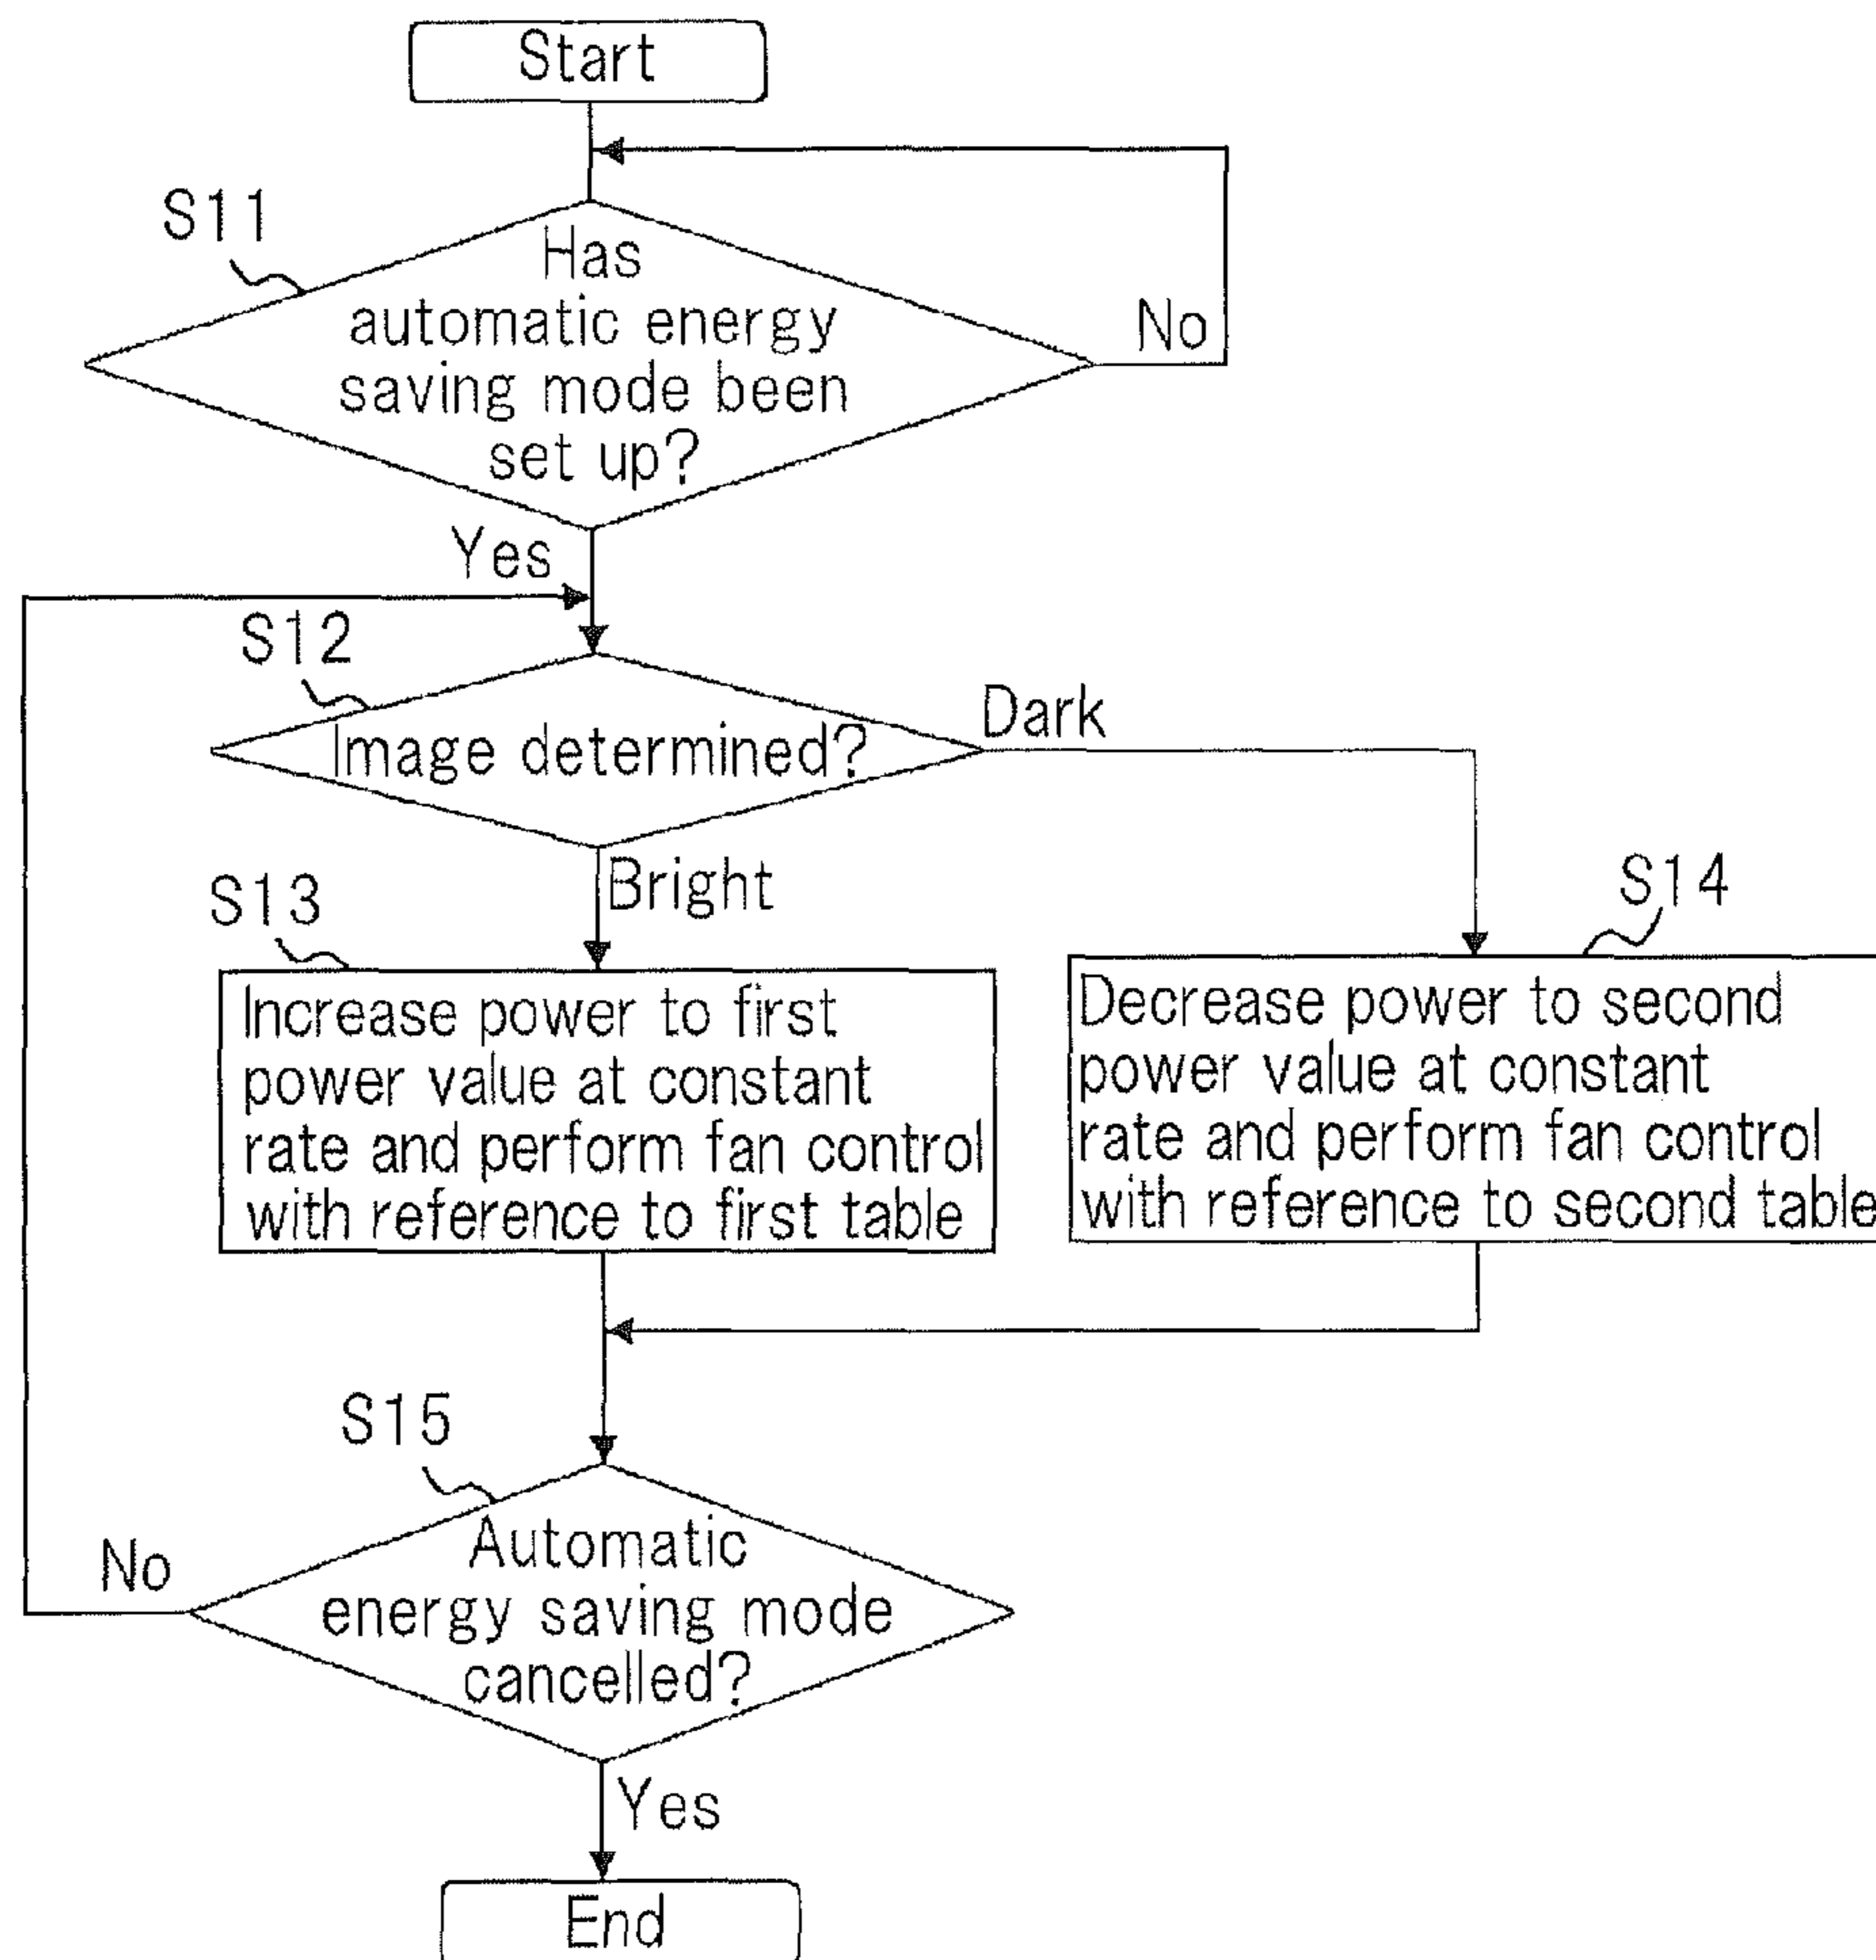 Start
S11
Has
automatic energy
saving mode been
set up?
No
Yes
S12
Image determined?
Dark
Bright
S13
Increase power to first
power value at constant
rate and perform fan control
with reference to first table
S14
Decrease power to second
power value at constant
rate and perform fan control
with reference to second table
S15
Automatic
energy saving mode
cancelled?
No
Yes
End